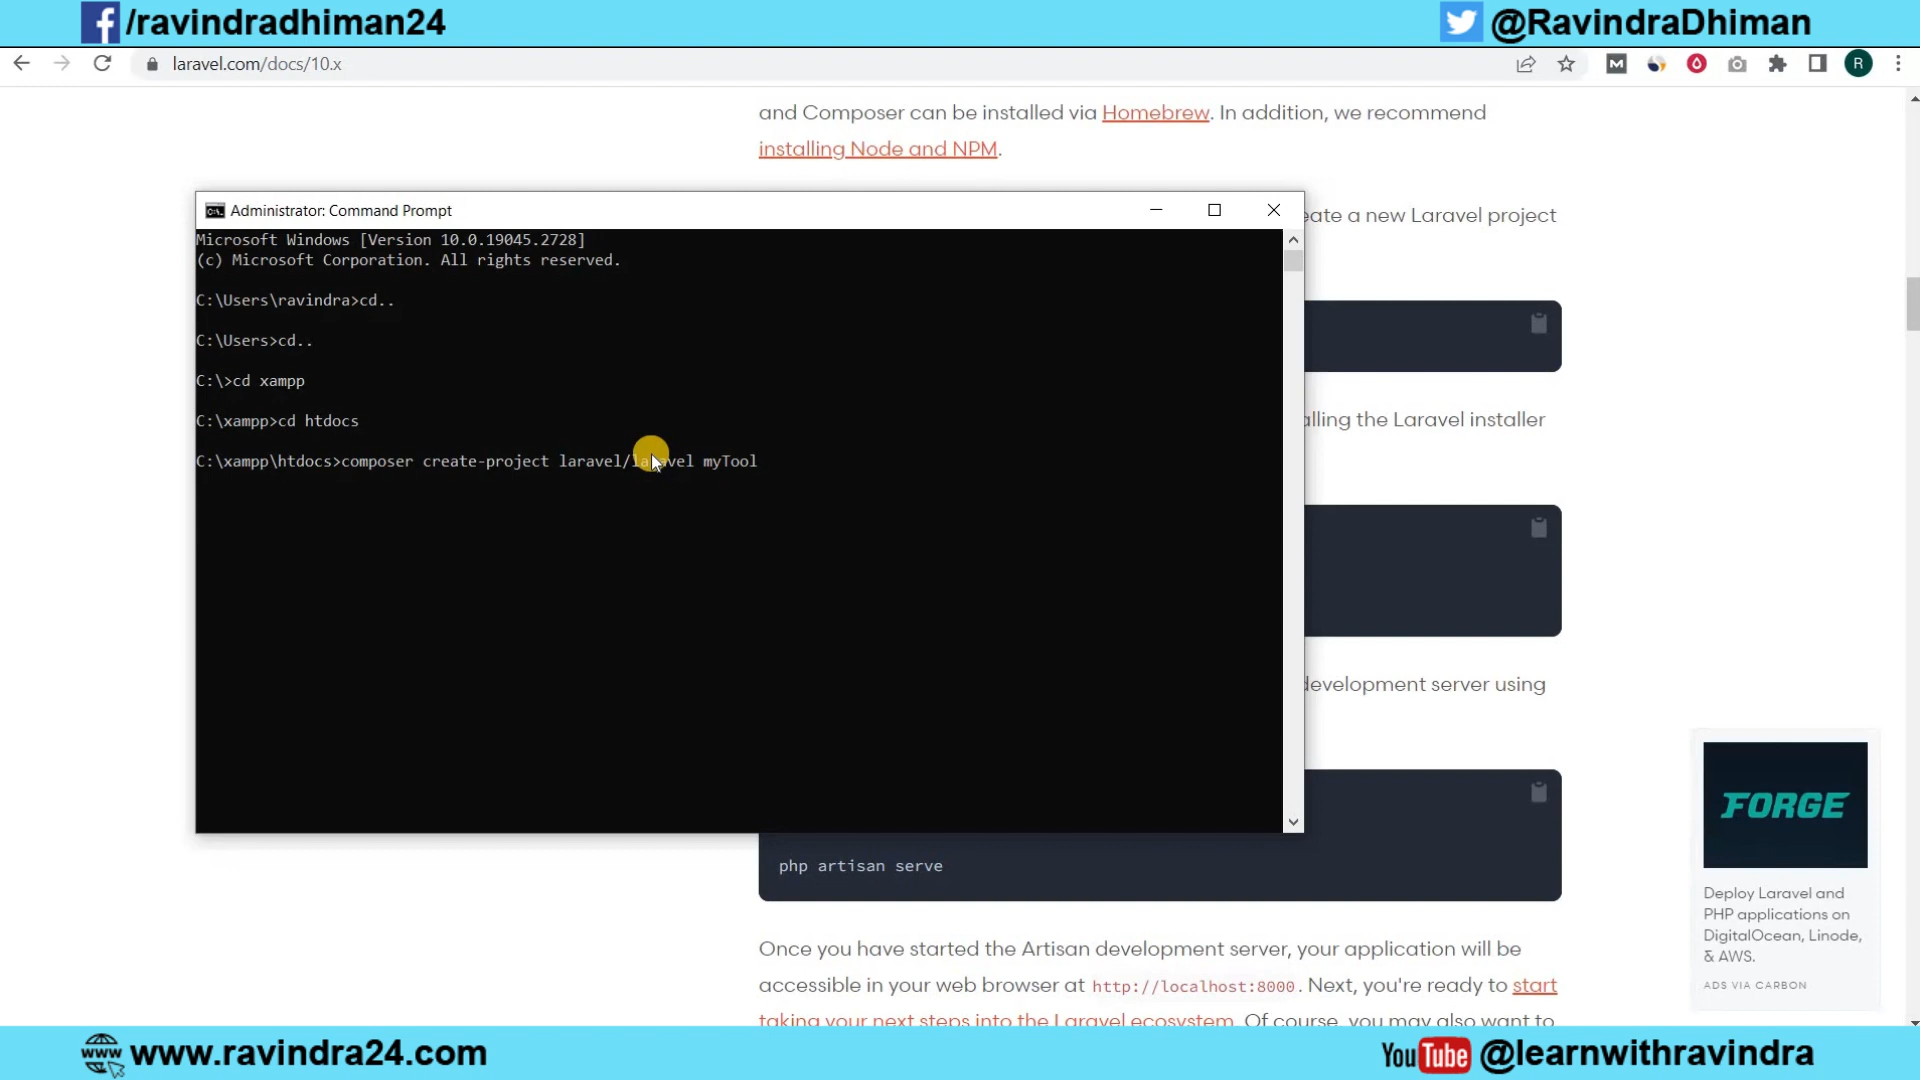 /ravindradhiman24
@RavindraDhiman
laravel.com/docs/10.x
M
R
and Composer can be installed via Homebrew. In addition, we recommend
installing Node and NPM.
Administrator: Command Prompt
eate a new Laravel project
Microsoft Windows [Version 10.0.19045.2728]
(c) Microsoft Corporation. All rights reserved.
C:\Users\ravindra>cd..
C:\Users>cd..
C:\>cd xampp
C:\xampp>cd htdocs
alling the Laravel installer
C:\xampp\htdocs>composer create-project laravel/laravel myTool
development server using
php artisan serve
FORGE
Deploy Laravel and
PHP applications on
DigitalOcean, Linode,
& AWS.
ADS VIA CARBON
Once you have started the Artisan development server, your application will be
accessible in your web browser at http://localhost:8000. Next, you're ready to start
taking your next steps into the Laravel ecosystem. Of course, you may also want to
www www.ravindra24.com
YouTube @learnwithravindra